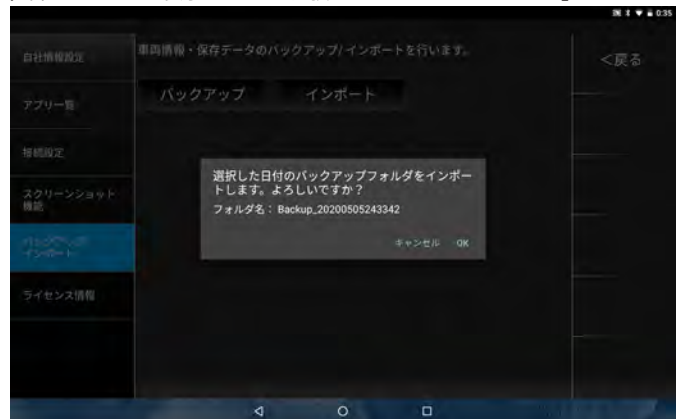 0:35
自社情報設定
車両情報・保存データのバックアップ/インポートを行います。
<戻る
バックアップ
インポート
アプリ一覧
接続設定
選択した日付のバックアップフォルダをインポー
トします。よろしいですか？
フォルダ名： Backup_20200505243342
キャンセル OK
スクリーンショット
機能
バックアップ/
インポート
ライセンス情報